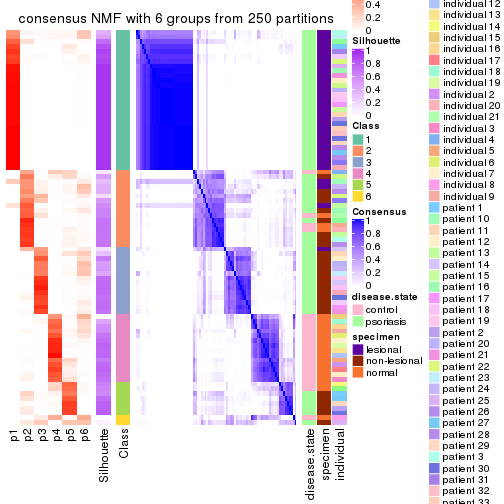 consensus NMF with 6 groups from 250 partitions
p1
p2
p3
p4
p5
p6
Silhouette
Class
disease.state
specimen
individual
0.4
0.2
0
Silhouette
1
0.8
0.6
0.4
0.2
0
Class
1
2
3
4
5
6
Consensus
1
0.8
0.6
0.4
0.2
0
disease.state
control
psoriasis
specimen
lesional
non-lesional
normal
individual 12
individual 13
individual 14
individual 15
individual 16
individual 17
individual 18
individual 19
individual 2
individual 20
individual 21
individual 3
individual 4
individual 5
individual 6
individual 7
individual 8
individual 9
patient 1
patient 10
patient 11
patient 12
patient 13
patient 14
patient 15
patient 16
patient 17
patient 18
patient 19
patient 2
patient 20
patient 21
patient 22
patient 23
patient 24
patient 25
patient 26
patient 27
patient 28
patient 29
patient 3
patient 30
patient 31
patient 32
patient 33